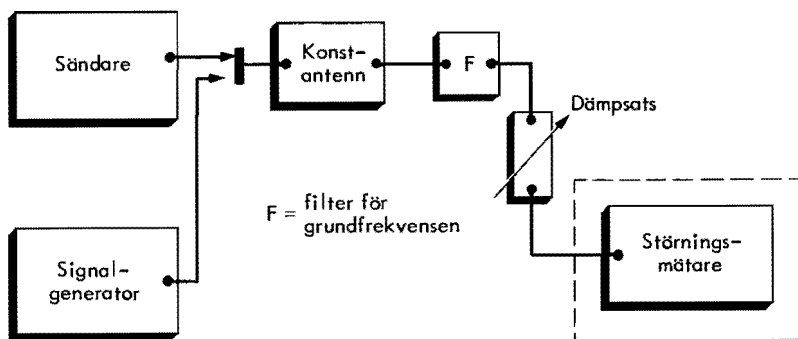 Sändare
Konst-
antenn
F
Dämpsats
F = filter för
grundfrekvensen
Störnings-
mätare
Signal-
generator